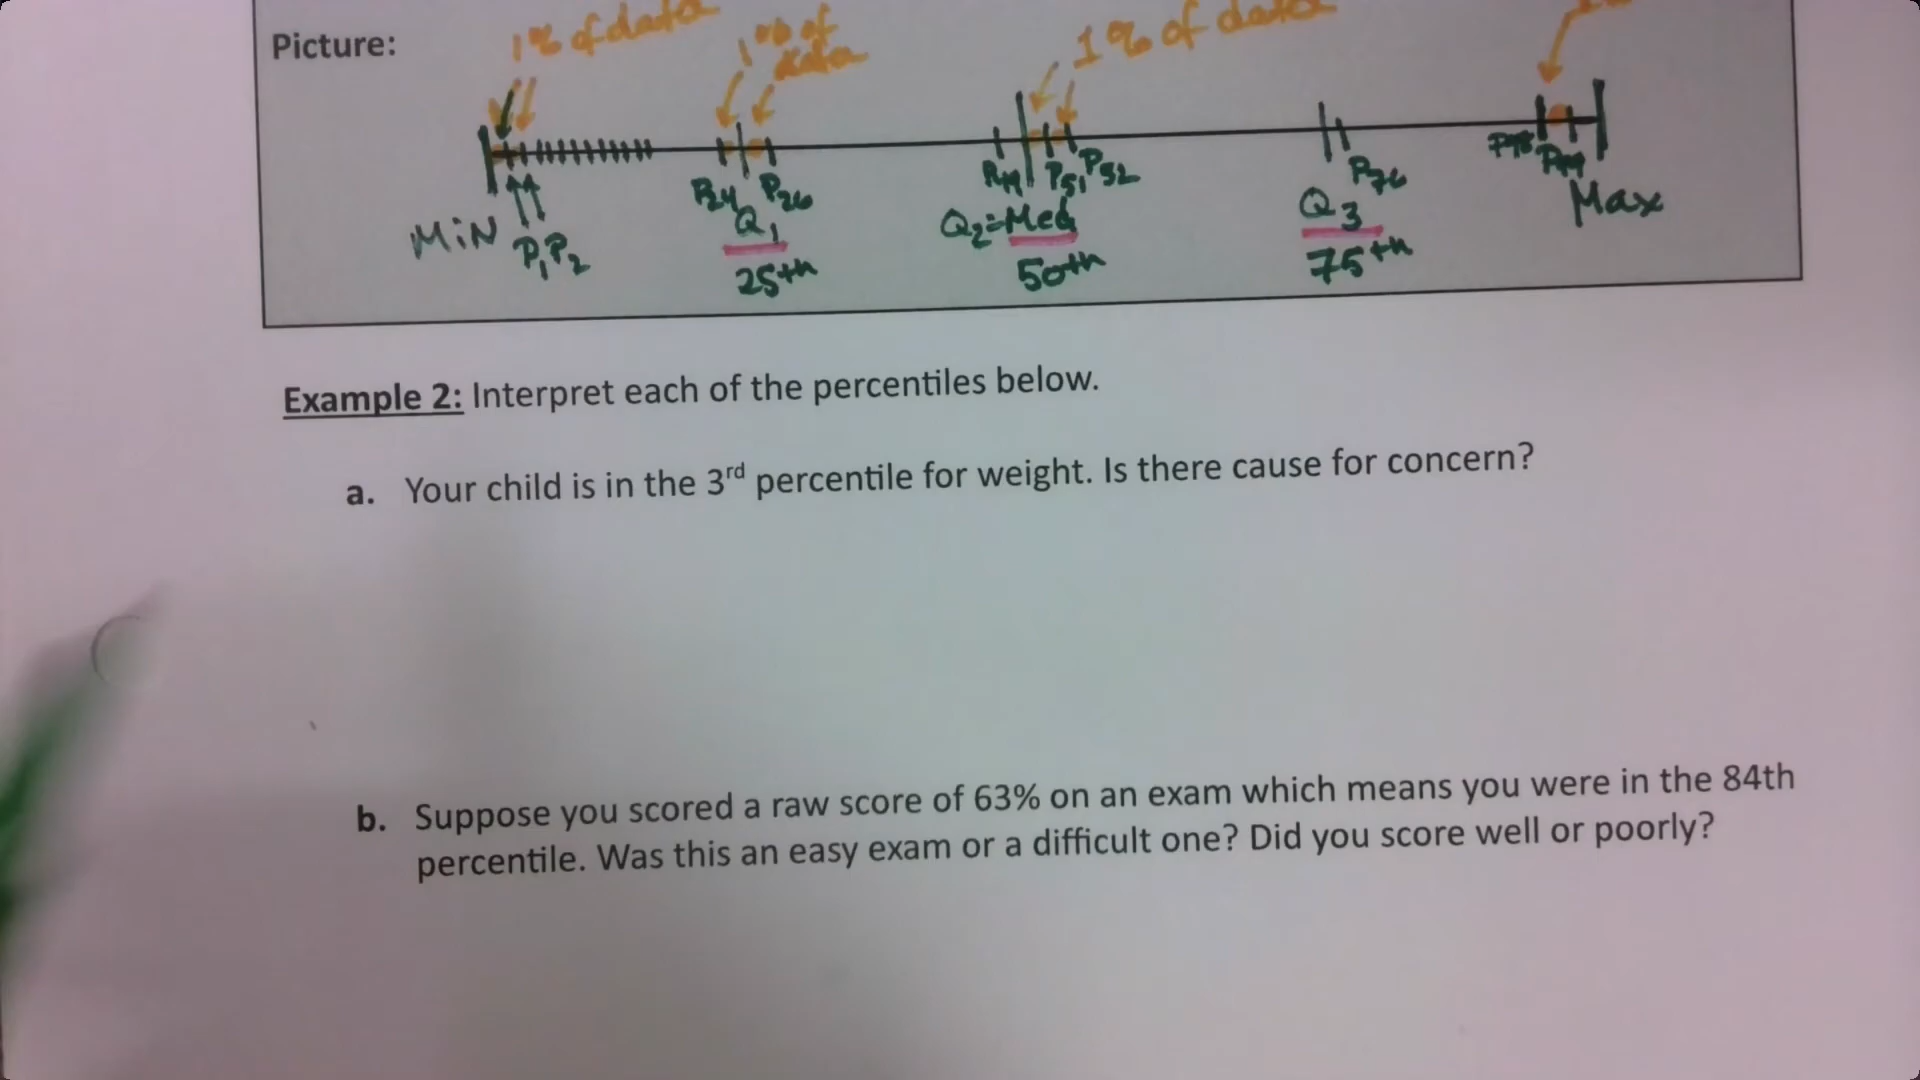 Picture:
1% of data
1% of
data
1% of data
P24 P26
P49 P51 P52
P76
P98 P99
MiN P1 P2
Q1
Q2=Med
Q3
Max
25th
50th
75th
Example 2: Interpret each of the percentiles below.
a. Your child is in the 3rd percentile for weight. Is there cause for concern?
b. Suppose you scored a raw score of 63% on an exam which means you were in the 84th
percentile. Was this an easy exam or a difficult one? Did you score well or poorly?